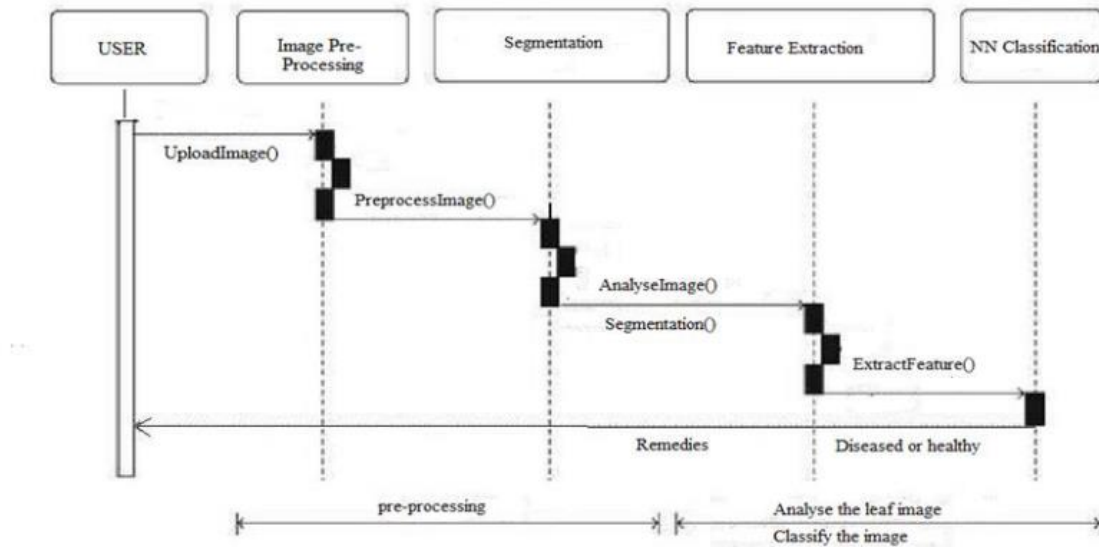 USER
Image Pre-
Processing
Segmentation
Feature Extraction
NN Classification
UploadImage()
PreprocessImage()
AnalyseImage()
Segmentation()
ExtractFeature()
Remedies
Diseased or healthy
pre-processing
Analyse the leaf image
Classify the image